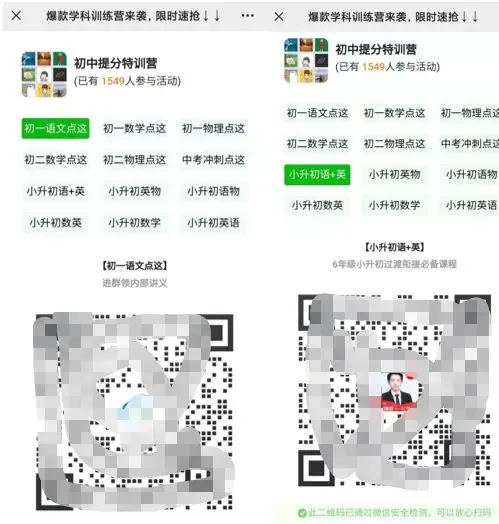 爆款学科训练营来袭，限时速抢↓↓
初中提分特训营
(已有 1549人参与活动)
初一语文点这
初一数学点这
初一物理点这
初二数学点这
初二物理点这
中考冲刺点这
小升初语+英
小升初英物
小升初语物
小升初数英
小升初数学
小升初英语
【初一语文点这】
进群领内部讲义
爆款学科训练营来袭，限时速抢↓↓
初中提分特训营
(已有 1549人参与活动)
初一语文点这
初一数学点这
初一物理点这
初二数学点这
初二物理点这
中考冲刺点这
小升初语+英
小升初英物
小升初语物
小升初数英
小升初数学
小升初英语
【小升初语+英】
6年级小升初过渡衔接必备课程
此二维码已通过微信安全检测，可以放心扫码